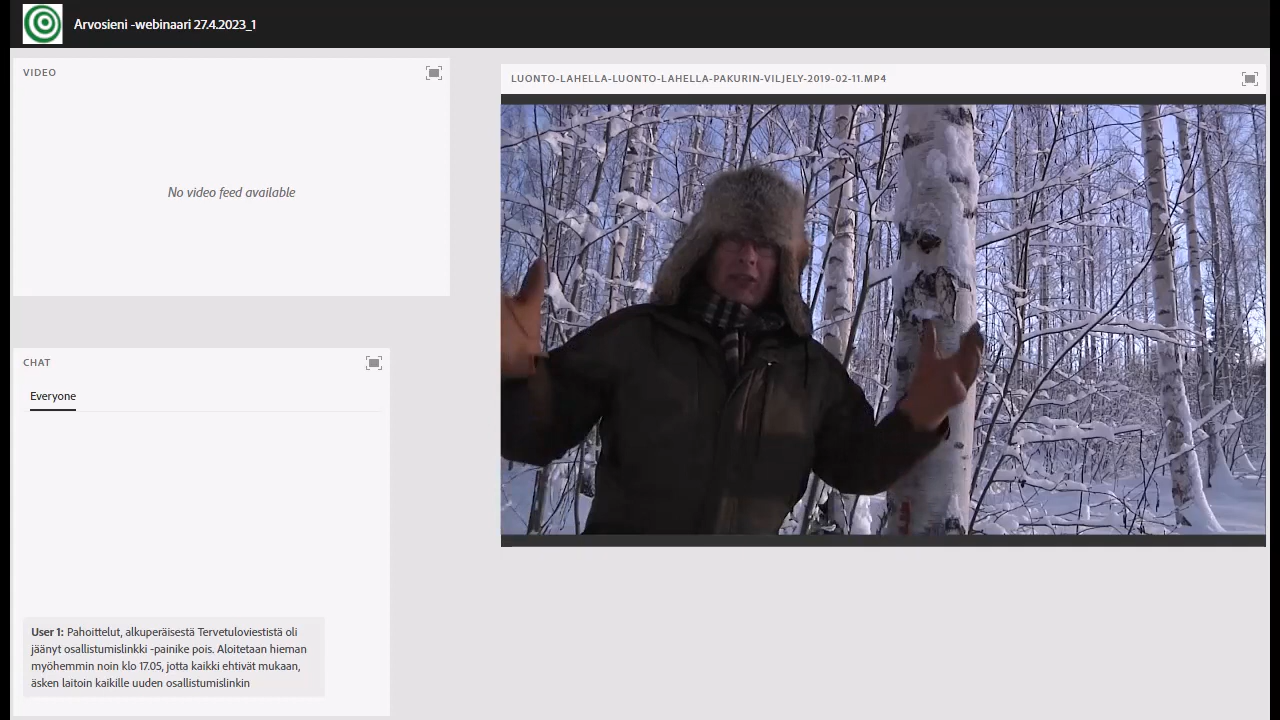 Arvosieni -webinaari 27.4.2023_1
VIDEO
No video feed available
LUONTO-LAHELLA-LUONTO-LAHELLA-PAKURIN-VILJELY-2019-02-11.MP4
CHAT
Everyone
User 1: Pahoittelut, alkuperäisestä Tervetuloviestistä oli
jäänyt osallistumislinkki -painike pois. Aloitetaan hieman
myöhemmin noin klo 17.05, jotta kaikki ehtivät mukaan,
äsken laitoin kaikille uuden osallistumislinkin